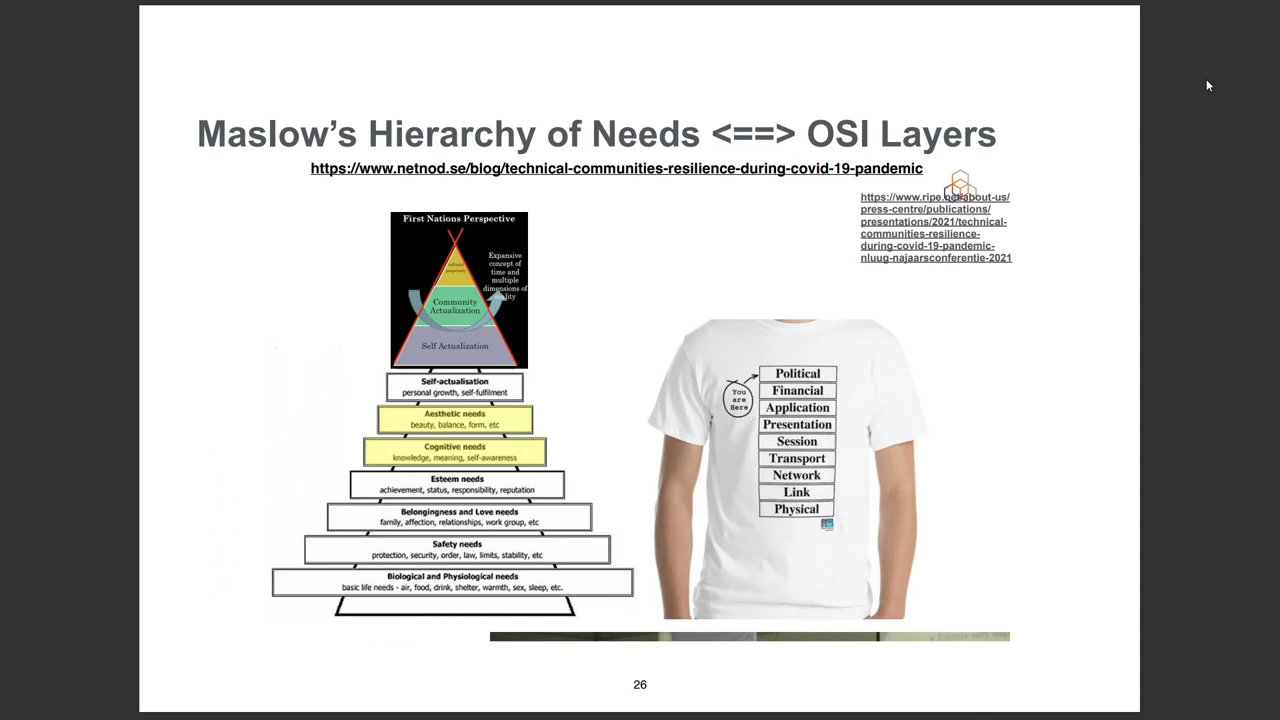 Maslow’s Hierarchy of Needs <==> OSI Layers
https://www.netnod.se/blog/technical-communities-resilience-during-covid-19-pandemic
https://www.ripe.net/about-us/
press-centre/publications/
presentations/2021/technical-
communities-resilience-
during-covid-19-pandemic-
nluug-najaarsconferentie-2021
First Nations Perspective
Expansive
concept of
time and
multiple
dimensions of
reality
perpetuity
Community
Actualization
Self Actualization
Self-actualisation
personal growth, self-fulfilment
Aesthetic needs
beauty, balance, form, etc
Cognitive needs
knowledge, meaning, self-awareness
Esteem needs
achievement, status, responsibility, reputation
Belongingness and Love needs
family, affection, relationships, work group, etc
Safety needs
protection, security, order, law, limits, stability, etc
Biological and Physiological needs
basic life needs - air, food, drink, shelter, warmth, sex, sleep, etc.
You
are
Here
Political
Financial
Application
Presentation
Session
Transport
Network
Link
Physical
26